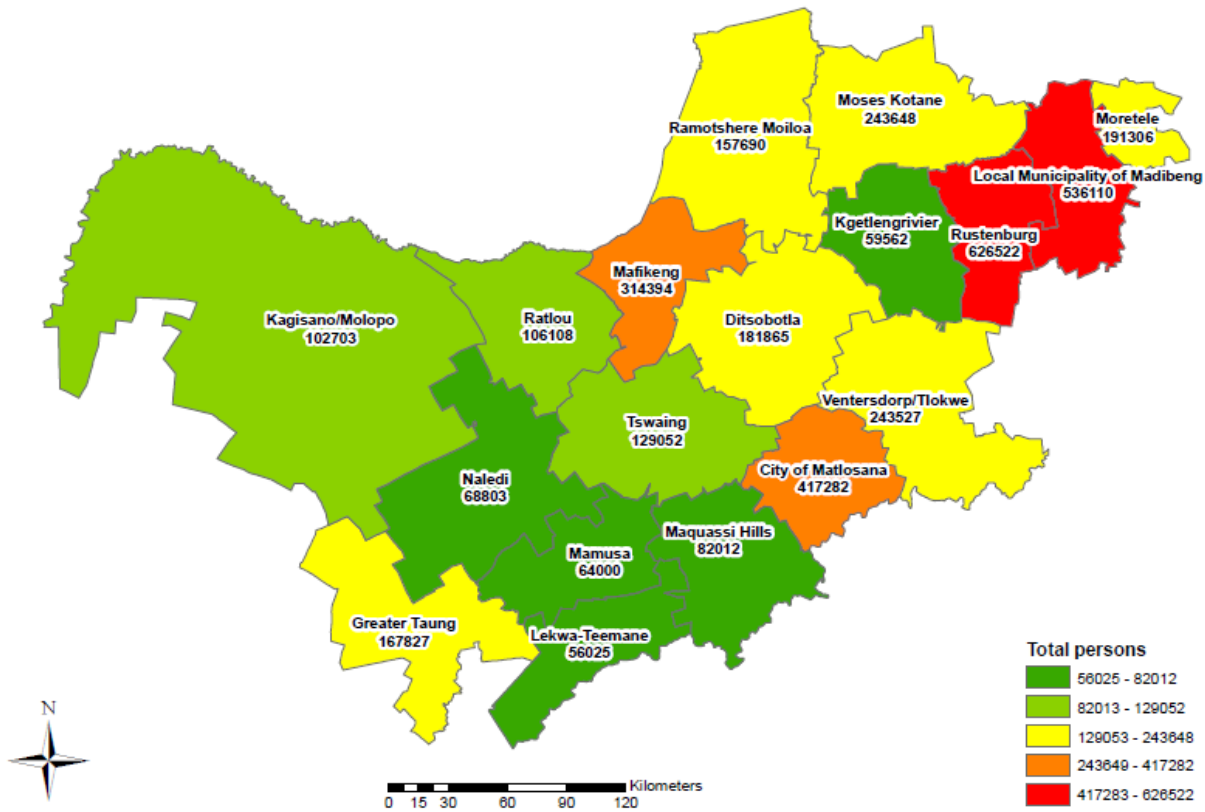 Moses Kotane
243648
Ramotshere Moiloa
157690
Moretele
191306
Local Municipality of Madibeng
536110
Kgetlengrivier
59562
Rustenburg
626522
Mafikeng
314394
Kagisano/Molopo
102703
Ratlou
106108
Ditsobotla
181865
Ventersdorp/Tlokwe
243527
Tswaing
129052
City of Matlosana
417282
Naledi
68803
Maquassi Hills
82012
Mamusa
64000
Greater Taung
167827
Lekwa-Teemane
56025
Total persons
56025 - 82012
82013 - 129052
129053 - 243648
243649 - 417282
417283 - 626522
N
Kilometers
0 15 30 60 90 120